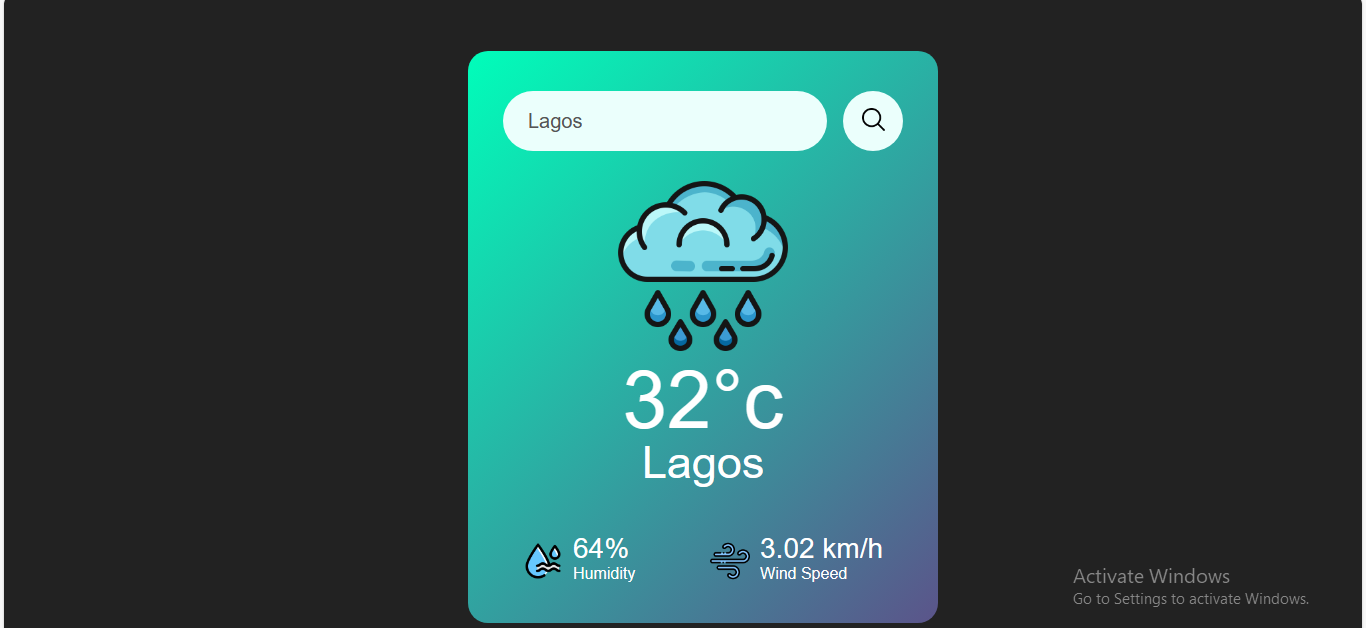 Lagos
32°c
Lagos
64%
Humidity
3.02 km/h
Wind Speed
Activate Windows
Go to Settings to activate Windows.